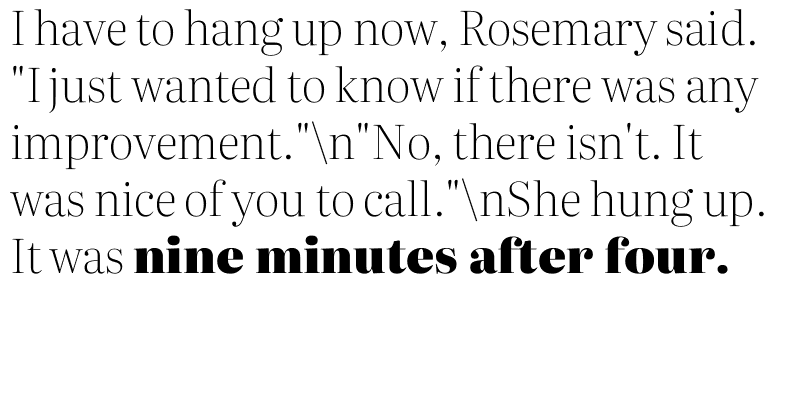 I have to hang up now, Rosemary said.
"I just wanted to know if there was any
improvement."\n"No, there isn't. It
was nice of you to call."\nShe hung up.
It was nine minutes after four.